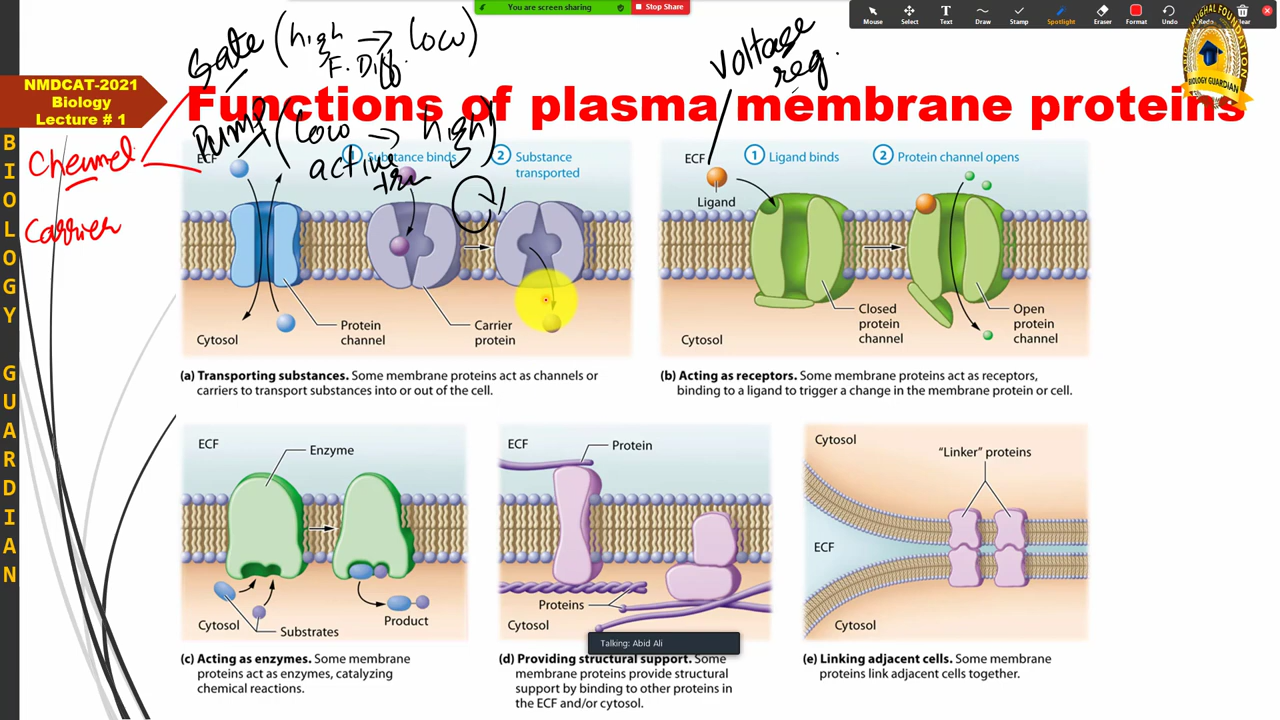 You are screen sharing
Stop Share
Mouse
Select
Text
Draw
Stamp
Spotlight
Eraser
Format
Undo
Gate (high → low)
F. Diff.
Voltage
reg.
NMDCAT-2021
Biology
Lecture # 1
Functions of plasma membrane proteins
BIOLOGY GUARDIAN
BIOLOGY GUARDIAN
Pump (low → high)
active
Channel
Carrier
ECF
1 Substance binds
2 Substance
transported
Protein
channel
Carrier
protein
Cytosol
(a) Transporting substances. Some membrane proteins act as channels or
carriers to transport substances into or out of the cell.
ECF
1 Ligand binds
2 Protein channel opens
Ligand
Closed
protein
channel
Open
protein
channel
Cytosol
(b) Acting as receptors. Some membrane proteins act as receptors,
binding to a ligand to trigger a change in the membrane protein or cell.
ECF
Enzyme
Cytosol
Substrates
Product
(c) Acting as enzymes. Some membrane
proteins act as enzymes, catalyzing
chemical reactions.
ECF
Protein
Proteins
Cytosol
Talking: Abid Ali
(d) Providing structural support. Some
membrane proteins provide structural
support by binding to other proteins in
the ECF and/or cytosol.
Cytosol
"Linker" proteins
ECF
Cytosol
(e) Linking adjacent cells. Some membrane
proteins link adjacent cells together.